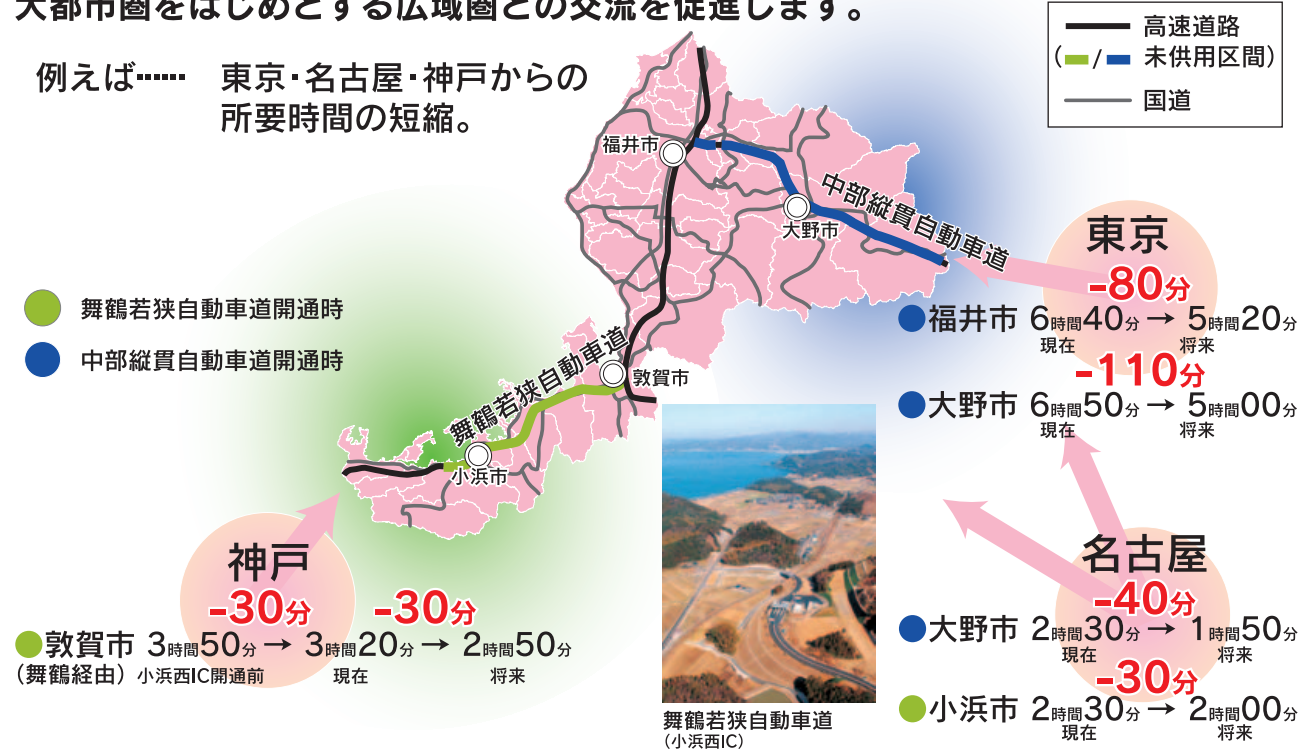 大都市圏をはじめとする広域圏との交流を促進します。
例えば…… 東京・名古屋・神戸からの
所要時間の短縮。
高速道路
(/未供用区間)
国道
福井市
大野市
中部縦貫自動車道
舞鶴若狭自動車道開通時
中部縦貫自動車道開通時
舞鶴若狭自動車道
敦賀市
小浜市
東京
-80分
福井市 6時間40分 → 5時間20分
現在 将来
-110分
大野市 6時間50分 → 5時間00分
現在 将来
神戸
-30分 -30分
敦賀市 3時間50分 → 3時間20分 → 2時間50分
(舞鶴経由) 小浜西IC開通前 現在 将来
名古屋
-40分
大野市 2時間30分 → 1時間50分
現在 将来
-30分
小浜市 2時間30分 → 2時間00分
現在 将来
舞鶴若狭自動車道
(小浜西IC)